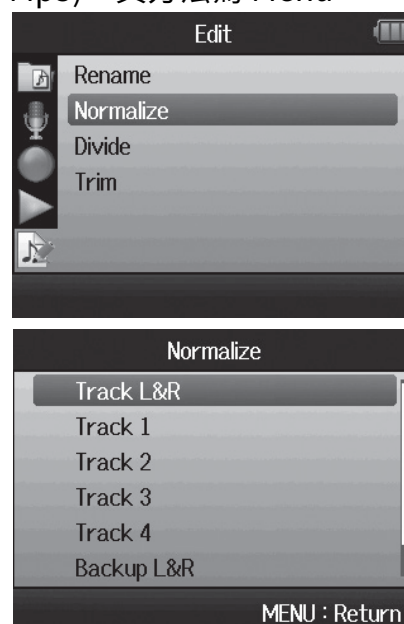 Edit
Rename
Normalize
Divide
Trim
Normalize
Track L&R
Track 1
Track 2
Track 3
Track 4
Backup L&R
MENU : Return